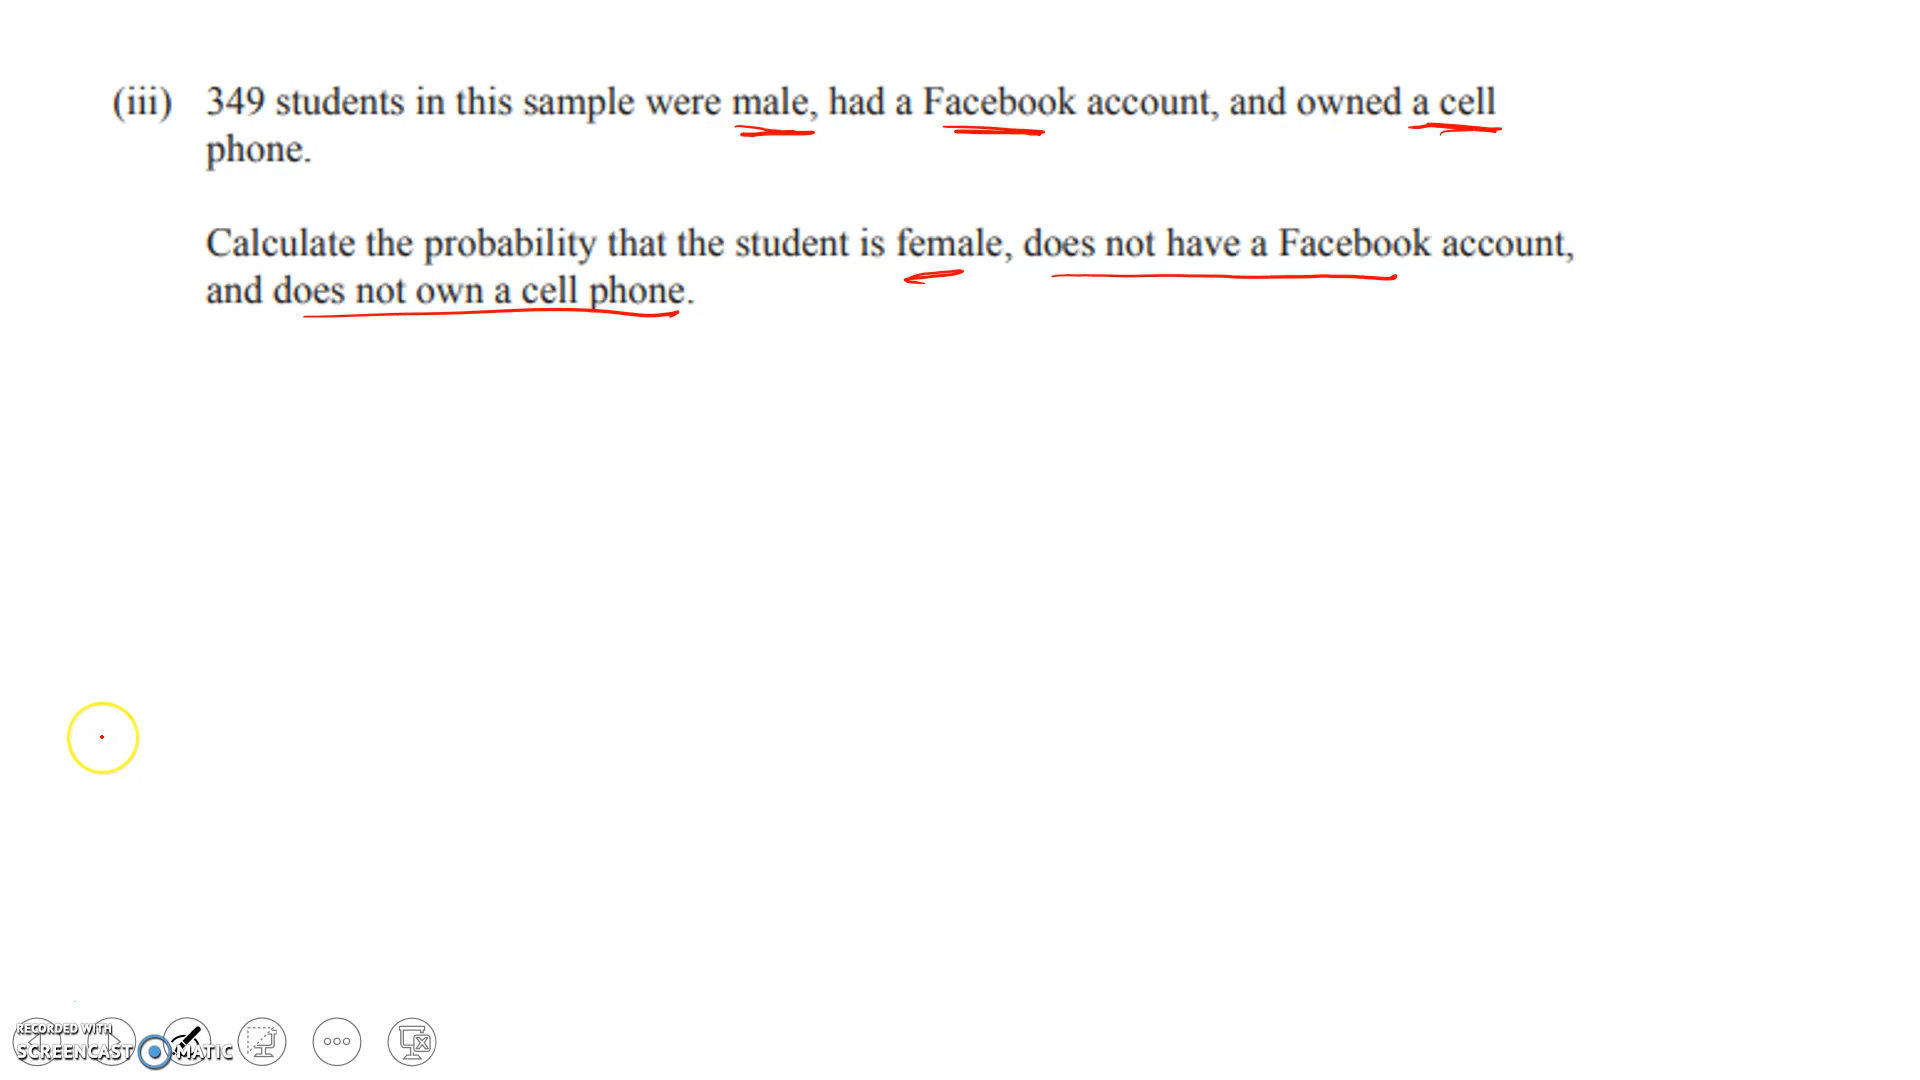 (iii) 349 students in this sample were male, had a Facebook account, and owned a cell
phone.
Calculate the probability that the student is female, does not have a Facebook account,
and does not own a cell phone.
RECORDED WITH
SCREENCAST MATIC